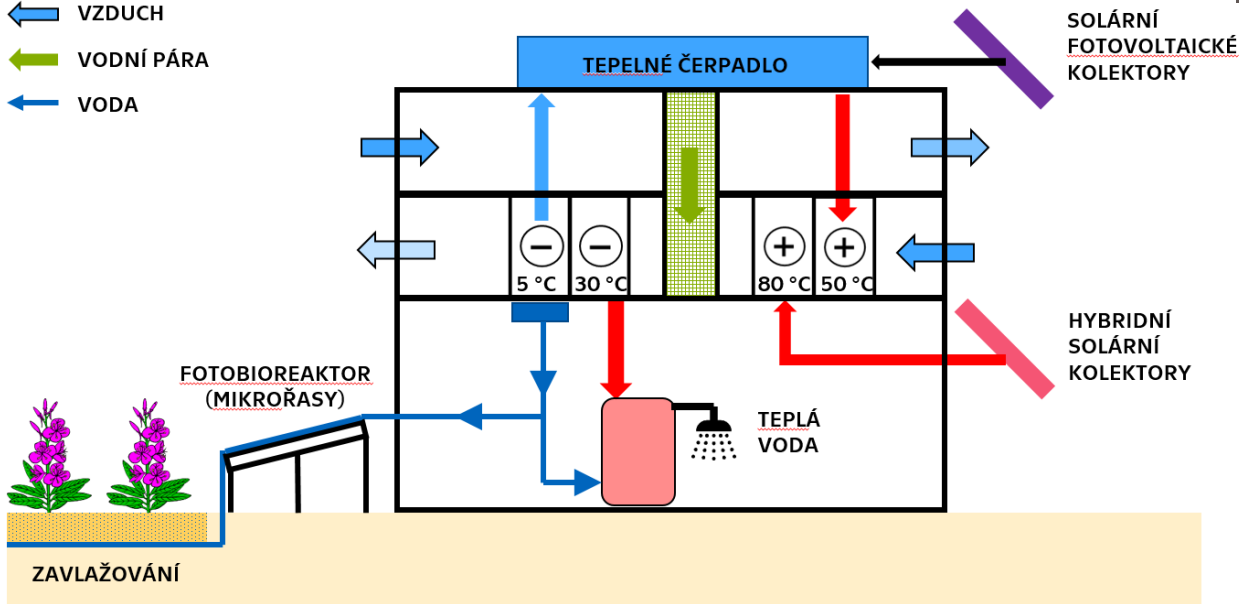 VZDUCH
VODNÍ PÁRA
VODA
TEPELNÉ ČERPADLO
SOLÁRNÍ
FOTOVOLTAICKÉ
KOLEKTORY
5 °C
30 °C
80 °C
50 °C
HYBRIDNÍ
SOLÁRNÍ
KOLEKTORY
FOTOBIOREAKTOR
(MIKROŘASY)
TEPLÁ
VODA
ZAVLAŽOVÁNÍ